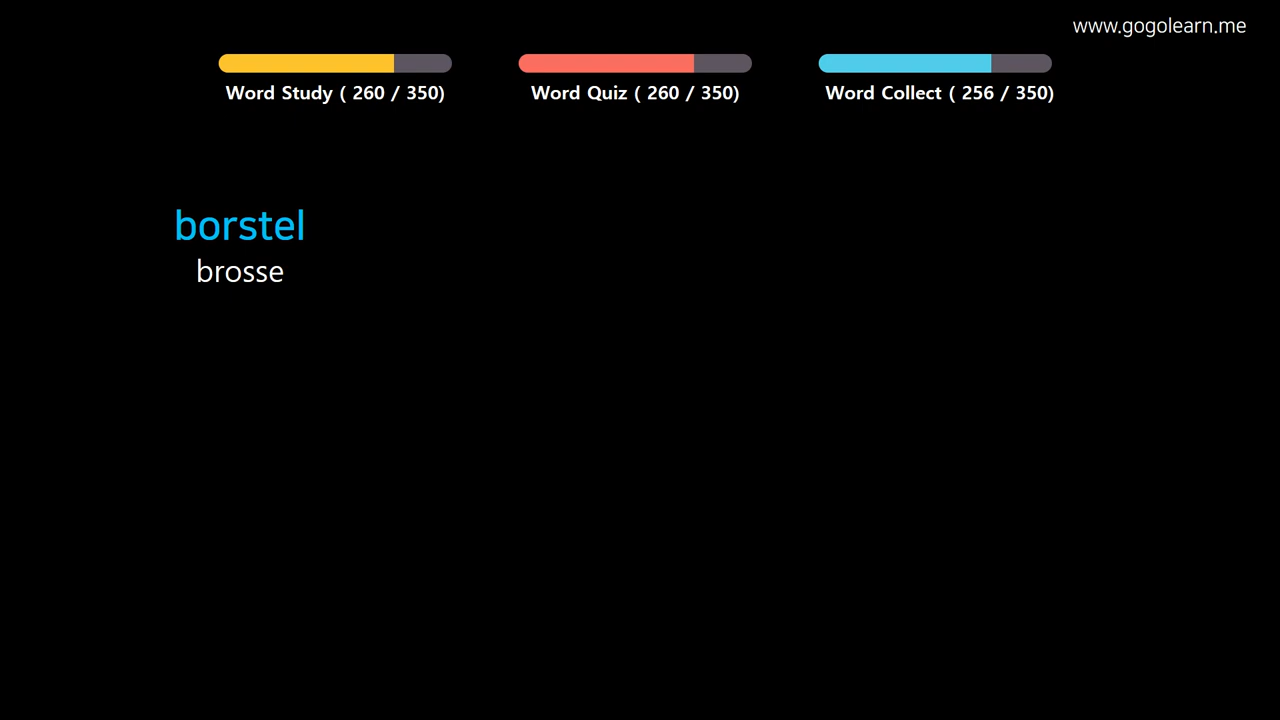 www.gogolearn.me
Word Study ( 260 / 350)
Word Quiz ( 260 / 350)
Word Collect ( 256 / 350)
borstel
brosse